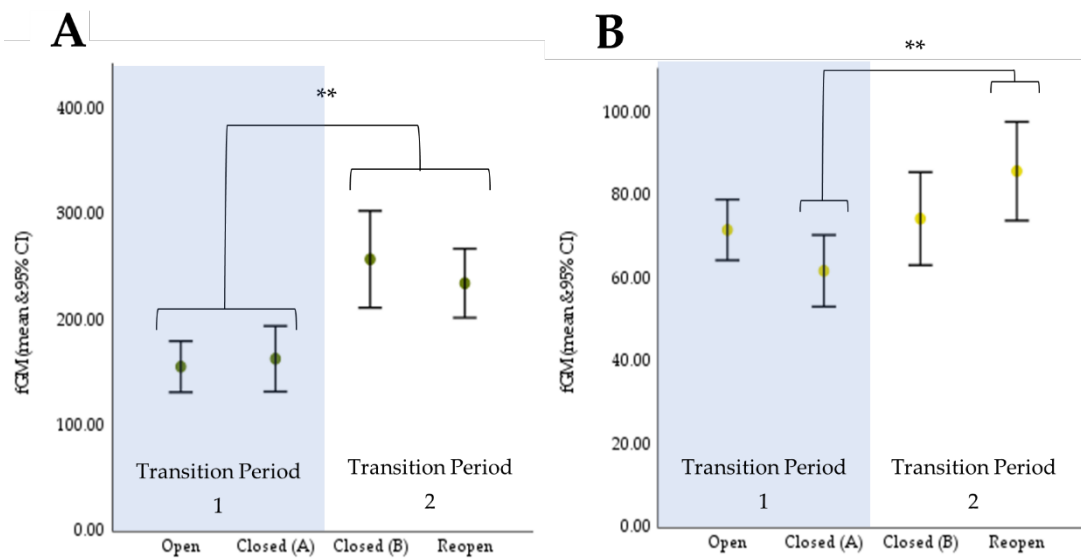 A
**
400.00
300.00
200.00
100.00
0.00
fGM (mean &95% CI)
Transition Period
1
Transition Period
2
Open Closed (A) Closed (B) Reopen
B
**
100.00
80.00
60.00
40.00
20.00
0.00
fGM (mean &95% CI)
Transition Period
1
Transition Period
2
Open Closed (A) Closed (B) Reopen